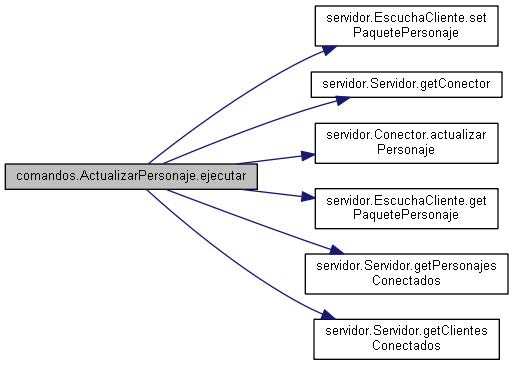 servidor.EscuchaCliente.set
PaquetePersonaje
servidor.Servidor.getConector
servidor.Conector.actualizar
Personaje
comandos.ActualizarPersonaje.ejecutar
servidor.EscuchaCliente.get
PaquetePersonaje
servidor.Servidor.getPersonajes
Conectados
servidor.Servidor.getClientes
Conectados